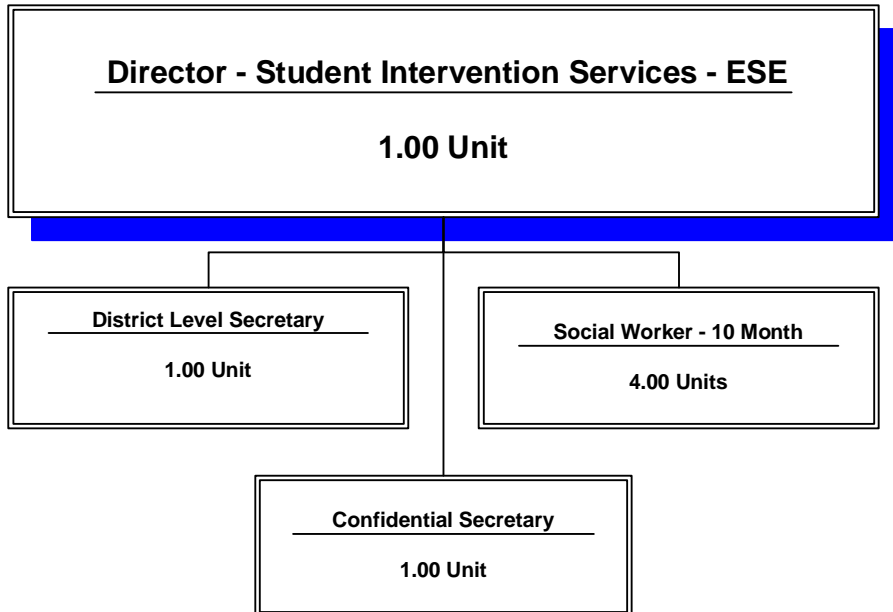 Director - Student Intervention Services - ESE
1.00 Unit
District Level Secretary
1.00 Unit
Social Worker - 10 Month
4.00 Units
Confidential Secretary
1.00 Unit